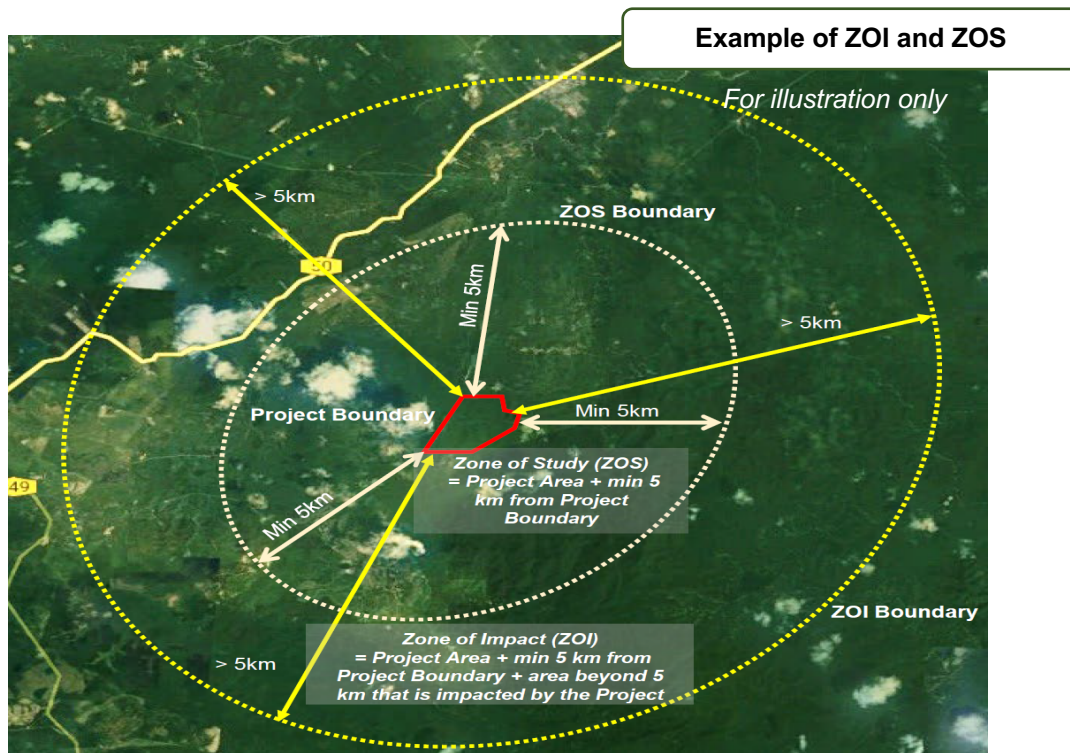 Example of ZOI and ZOS
For illustration only
> 5km
ZOS Boundary
50
Min 5km
> 5km
Project Boundary
Min 5km
Zone of Study (ZOS)
= Project Area + min 5
km from Project
Boundary
49
Min 5km
ZOI Boundary
Zone of Impact (ZOI)
= Project Area + min 5 km from
Project Boundary + area beyond 5
km that is impacted by the Project
> 5km